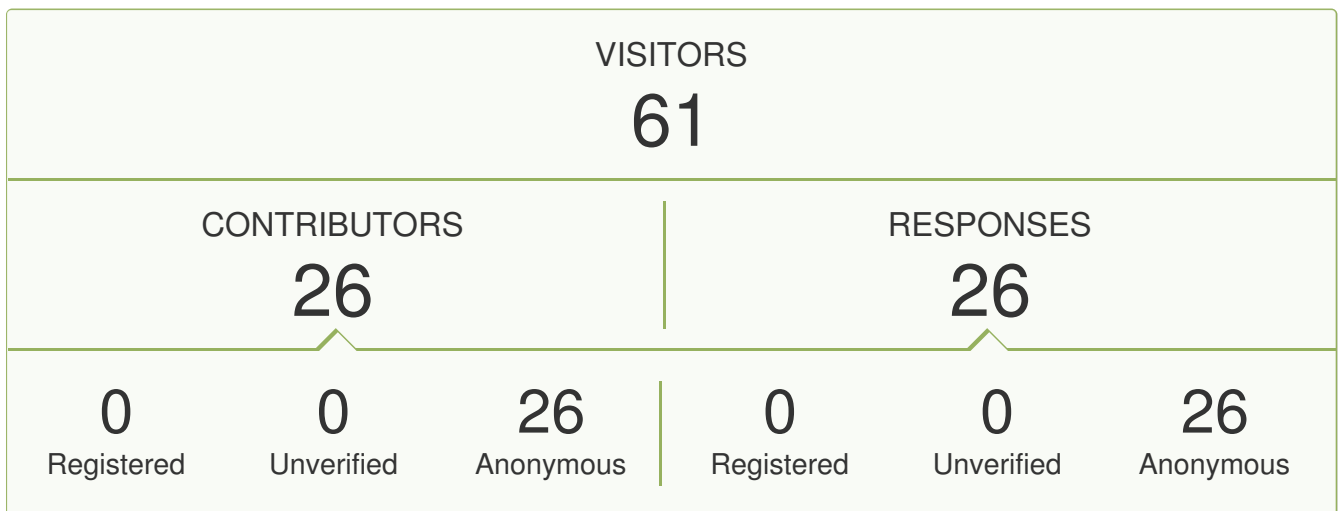 VISITORS
61
CONTRIBUTORS RESPONSES
26 26
0 0 26 0 0 26
Registered Unverified Anonymous Registered Unverified Anonymous